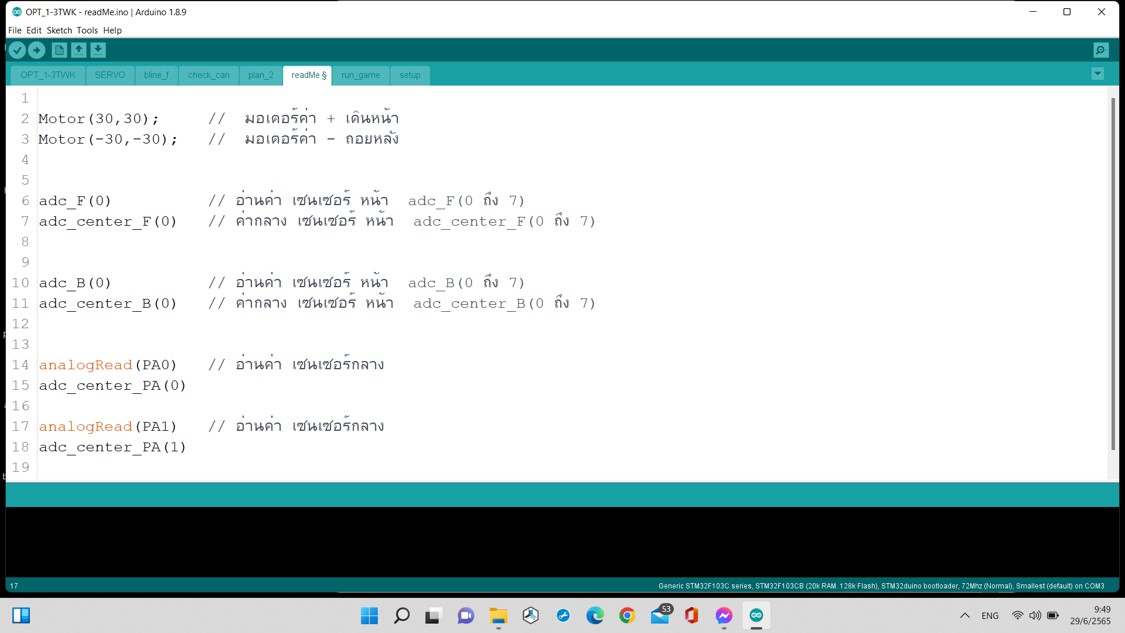 OPT_1-3TWK - readMe.ino | Arduino 1.8.9
File Edit Sketch Tools Help
OPT_1-3TWK SERVO bline_f check_can plan_2 readMe § run_game setup
1
2 Motor(30,30); // มอเตอร์ค่า + เดินหน้า
3 Motor(-30,-30); // มอเตอร์ค่า - ถอยหลัง
4
5
6 adc_F(0) // อ่านค่า เซนเซอร์ หน้า adc_F(0 ถึง 7)
7 adc_center_F(0) // ค่ากลาง เซนเซอร์ หน้า adc_center_F(0 ถึง 7)
8
9
10 adc_B(0) // อ่านค่า เซนเซอร์ หน้า adc_B(0 ถึง 7)
11 adc_center_B(0) // ค่ากลาง เซนเซอร์ หน้า adc_center_B(0 ถึง 7)
12
13
14 analogRead(PA0) // อ่านค่า เซนเซอร์กลาง
15 adc_center_PA(0)
16
17 analogRead(PA1) // อ่านค่า เซนเซอร์กลาง
18 adc_center_PA(1)
19
17 Generic STM32F103C series, STM32F103CB (20k RAM. 128k Flash), STM32duino bootloader, 72Mhz (Normal), Smallest (default) on COM3
53
ENG 9:49
29/6/2565